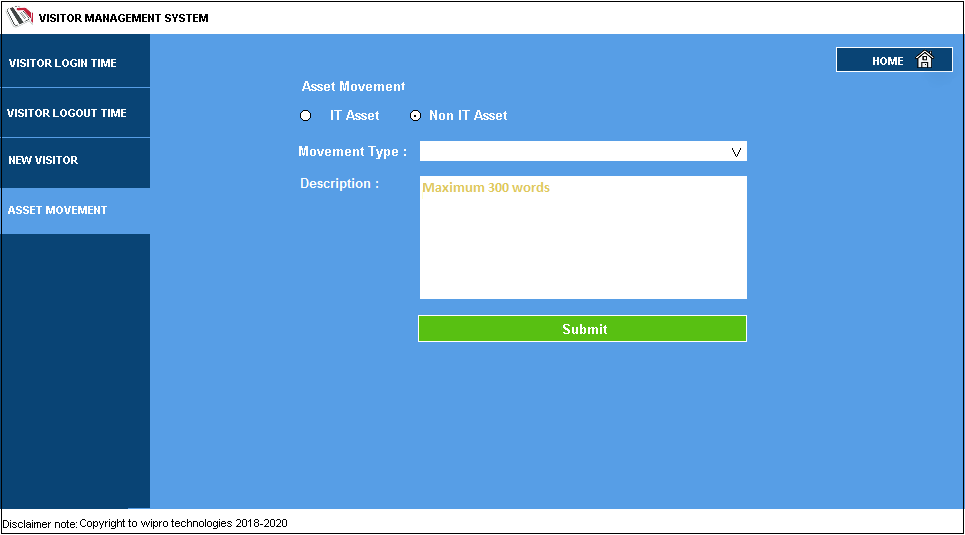 VISITOR MANAGEMENT SYSTEM
VISITOR LOGIN TIME
VISITOR LOGOUT TIME
NEW VISITOR
ASSET MOVEMENT
HOME
Asset Movement
IT Asset
Non IT Asset
Movement Type :
V
Description :
Maximum 300 words
Submit
Disclaimer note: Copyright to wipro technologies 2018-2020